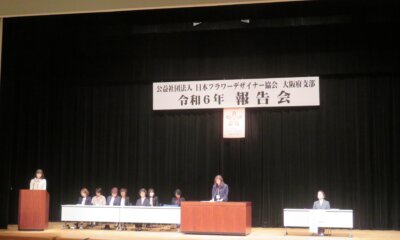 公益社団法人 日本フラワーデザイナー協会 大阪府支部
令和6年 報告会